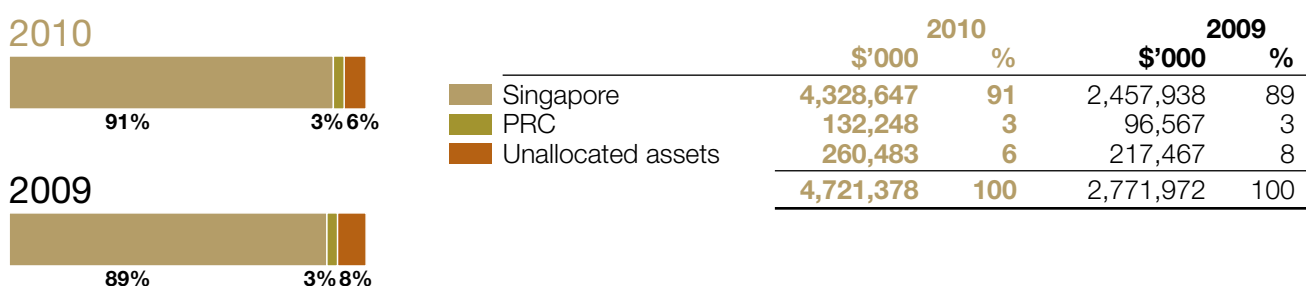 2010
91% 3% 6%
2009
89% 3% 8%
2010 2009
$’000 % $’000 %
Singapore 4,328,647 91 2,457,938 89
PRC 132,248 3 96,567 3
Unallocated assets 260,483 6 217,467 8
4,721,378 100 2,771,972 100